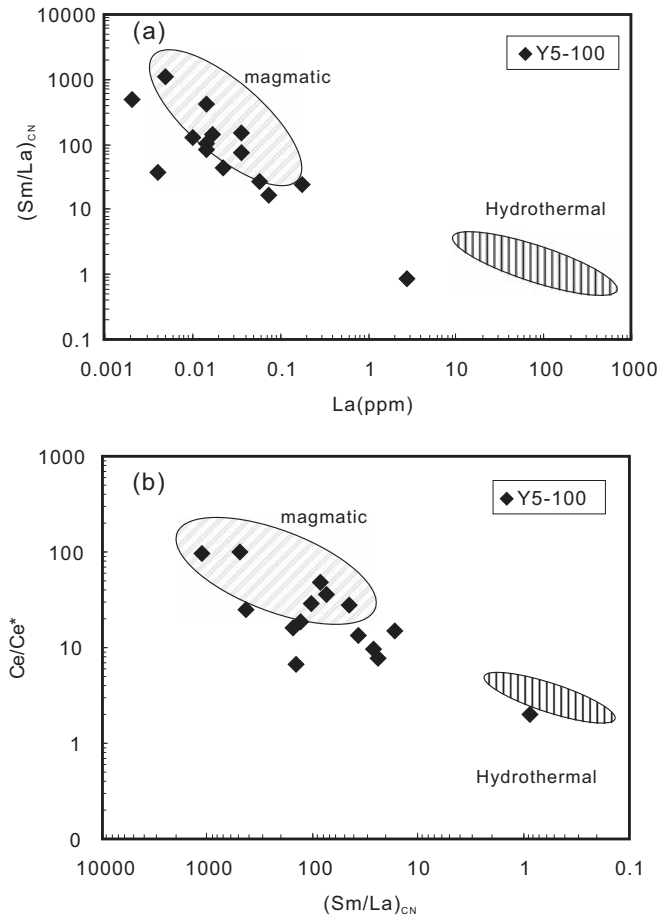 10000
(a)
Y5-100
magmatic
1000
100
(Sm/La)CN
10
Hydrothermal
1
0.1
0.001 0.01 0.1 1 10 100 1000
La(ppm)
1000
(b)
Y5-100
magmatic
100
Ce/Ce*
10
1
Hydrothermal
0
10000 1000 100 10 1 0.1
(Sm/La)CN